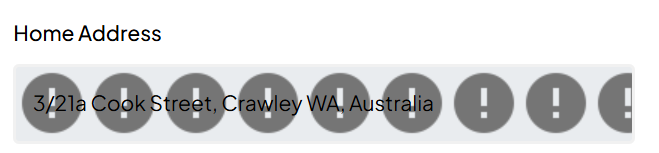 Home Address
3/21a Cook Street, Crawley WA, Australia